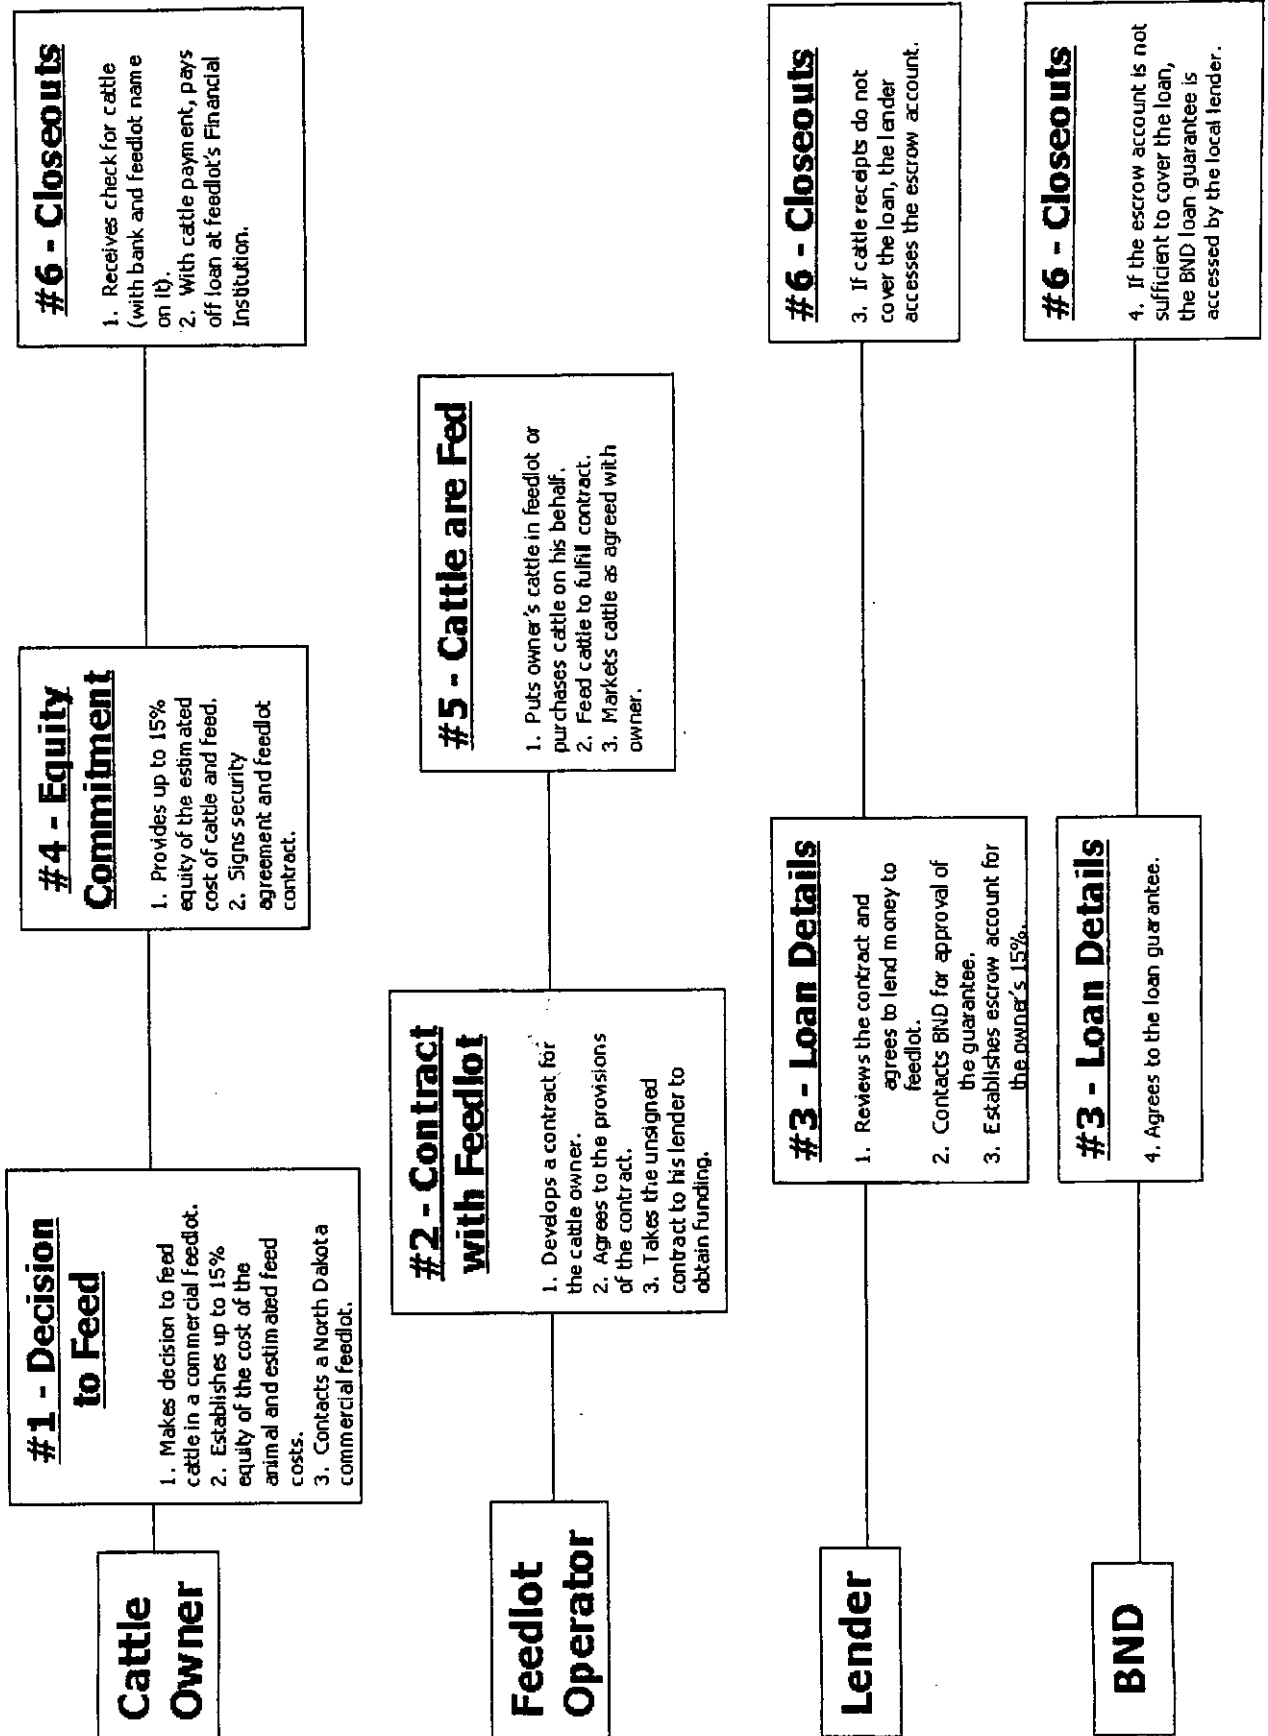 Cattle
Owner
#1 - Decision
to Feed
1. Makes decision to feed
cattle in a commercial feedlot.
2. Establishes up to 15%
equity of the cost of the
animal and estimated feed
costs.
3. Contacts a North Dakota
commercial feedlot.
#4 - Equity
Commitment
1. Provides up to 15%
equity of the estimated
cost of cattle and feed.
2. Signs security
agreement and feedlot
contract.
#6 - Closeouts
1. Receives check for cattle
(with bank and feedlot name
on it).
2. With cattle payment, pays
off loan at feedlot's Financial
Institution.
Feedlot
Operator
#2 - Contract
with Feedlot
1. Develops a contract for
the cattle owner.
2. Agrees to the provisions
of the contract.
3. Takes the unsigned
contract to his lender to
obtain funding.
#5 - Cattle are Fed
1. Puts owner's cattle in feedlot or
purchases cattle on his behalf.
2. Feed cattle to fulfill contract.
3. Markets cattle as agreed with
owner.
Lender
#3 - Loan Details
1. Reviews the contract and
agrees to lend money to
feedlot.
2. Contacts BND for approval of
the guarantee.
3. Establishes escrow account for
the owner's 15%.
#6 - Closeouts
3. If cattle receipts do not
cover the loan, the lender
accesses the escrow account.
BND
#3 - Loan Details
4. Agrees to the loan guarantee.
#6 - Closeouts
4. If the escrow account is not
sufficient to cover the loan,
the BND loan guarantee is
accessed by the local lender.